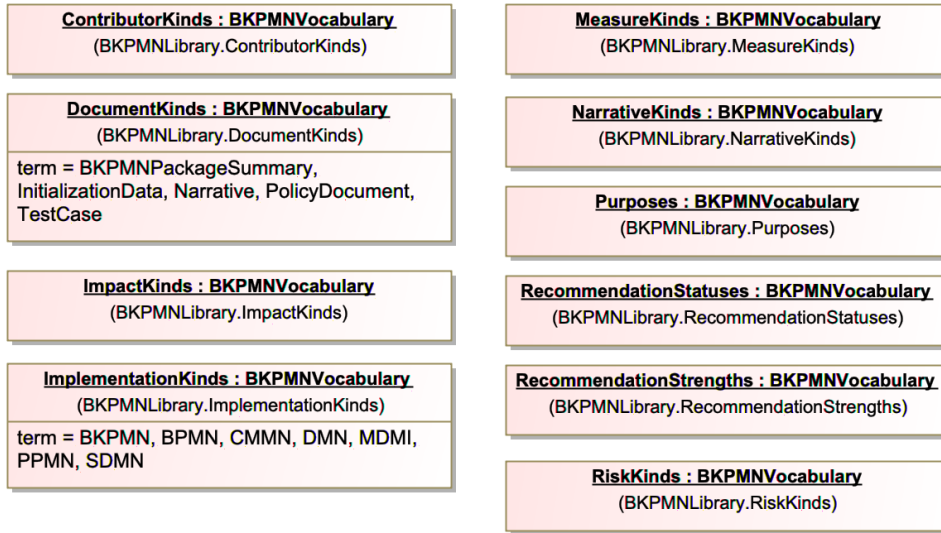 ContributorKinds : BKPMNVocabulary
(BKPMNLibrary.ContributorKinds)
DocumentKinds : BKPMNVocabulary
(BKPMNLibrary.DocumentKinds)
term = BKPMNPackageSummary,
InitializationData, Narrative, PolicyDocument,
TestCase
ImpactKinds : BKPMNVocabulary
(BKPMNLibrary.ImpactKinds)
ImplementationKinds : BKPMNVocabulary
(BKPMNLibrary.ImplementationKinds)
term = BKPMN, BPMN, CMMN, DMN, MDMI,
PPMN, SDMN
MeasureKinds : BKPMNVocabulary
(BKPMNLibrary.MeasureKinds)
NarrativeKinds : BKPMNVocabulary
(BKPMNLibrary.NarrativeKinds)
Purposes : BKPMNVocabulary
(BKPMNLibrary.Purposes)
RecommendationStatuses : BKPMNVocabulary
(BKPMNLibrary.RecommendationStatuses)
RecommendationStrengths : BKPMNVocabulary
(BKPMNLibrary.RecommendationStrengths)
RiskKinds : BKPMNVocabulary
(BKPMNLibrary.RiskKinds)